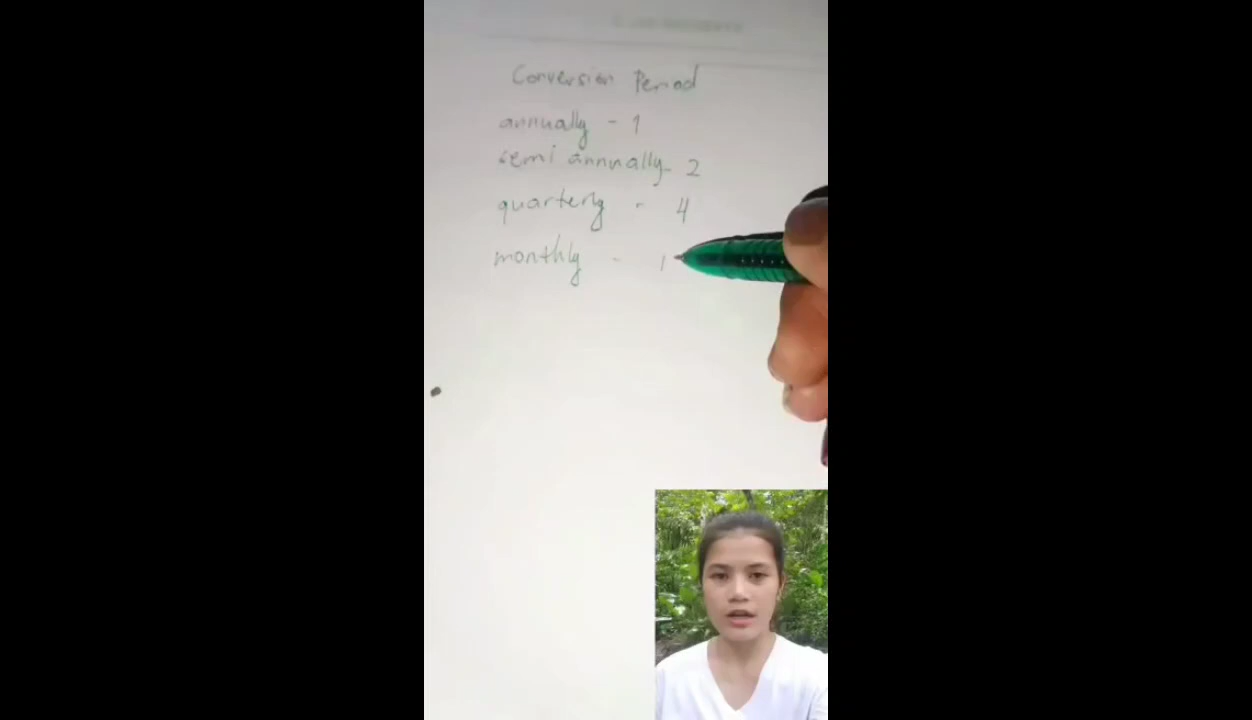 Conversion Period
annually - 1
semi annually - 2
quarterly - 4
monthly - 1